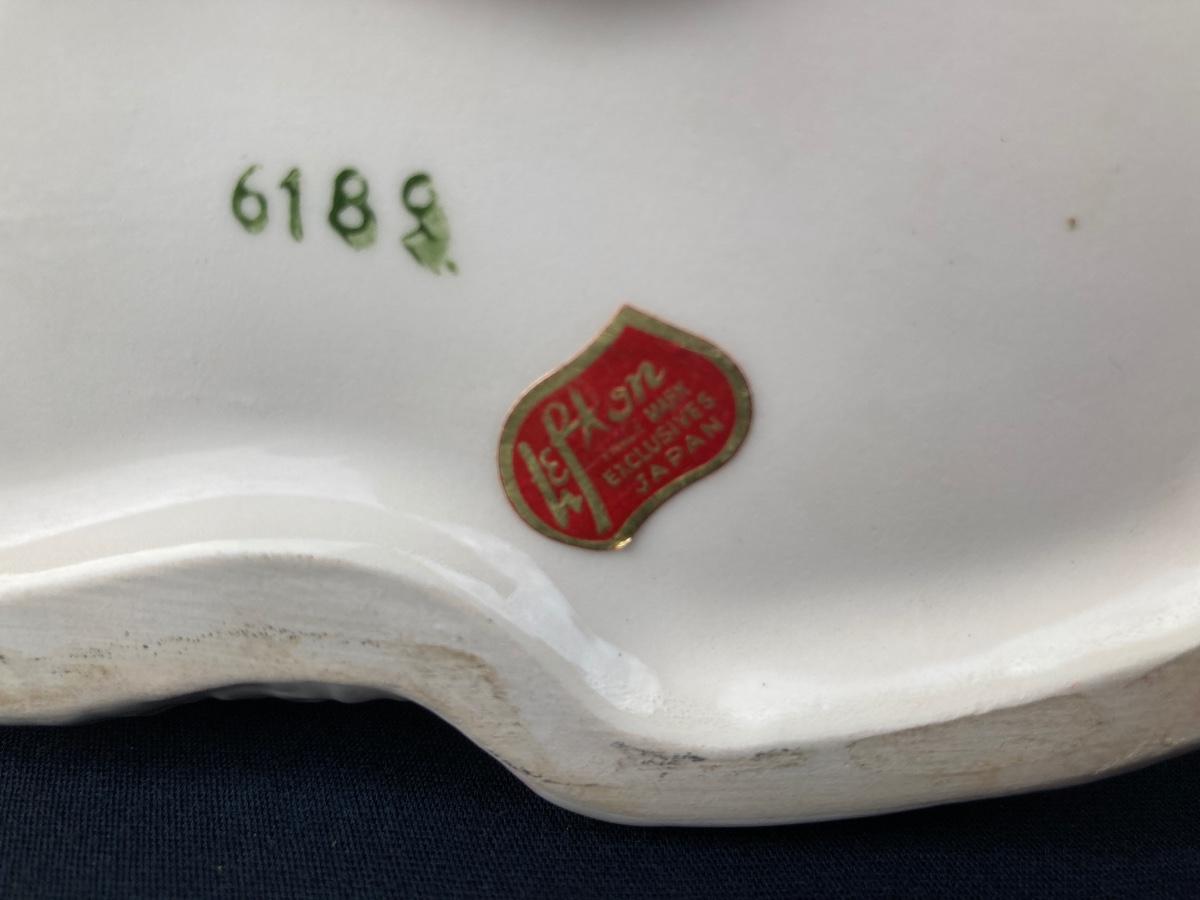 6189
Lefton
TRADE MARK
EXCLUSIVES
JAPAN